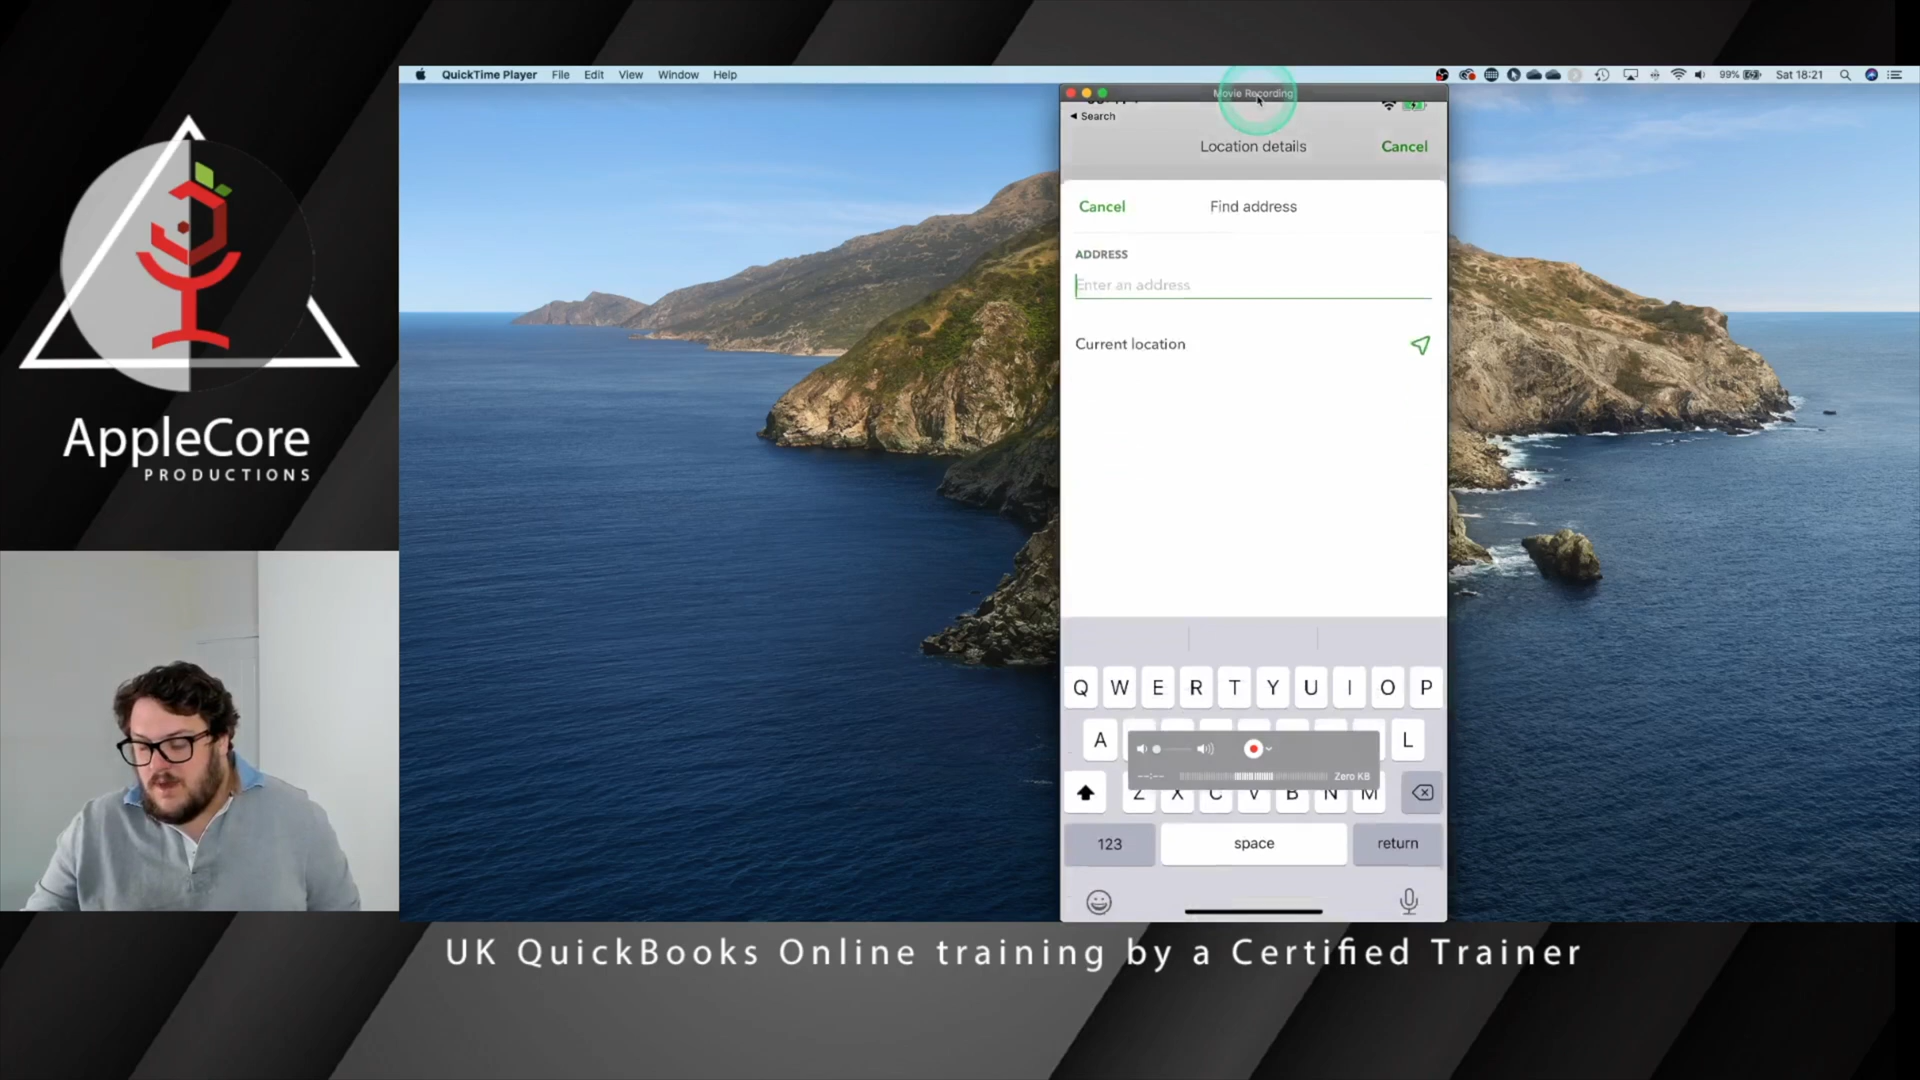 QuickTime Player File Edit View Window Help
99% Sat 18:21
Movie Recording
Search
Location details Cancel
Cancel Find address
ADDRESS
Enter an address
Current location
Q W E R T Y U I O P
A L
Zero KB
Z X C V B N M
123 space return
AppleCore
PRODUCTIONS
UK QuickBooks Online training by a Certified Trainer